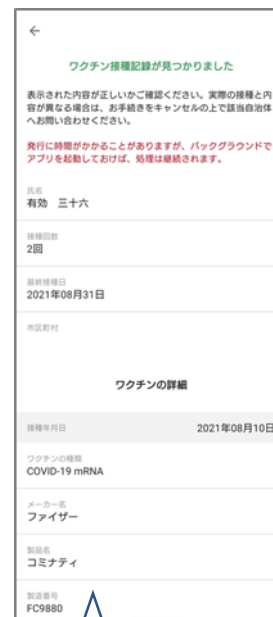 ワクチン接種記録が見つかりました
表示された内容が正しいかご確認ください。実際の接種と内
容が異なる場合は、お手続きをキャンセルの上で該当自治体
へお問い合わせください。
発行に時間がかかることがありますが、バックグラウンドで
アプリを起動しておけば、処理は継続されます。
氏名
有効 三十六
接種回数
2回
最終接種日
2021年08月31日
市区町村
ワクチンの詳細
接種年月日 2021年08月10日
ワクチンの種類
COVID-19 mRNA
メーカー名
ファイザー
製品名
コミナティ
製造番号
FC9880